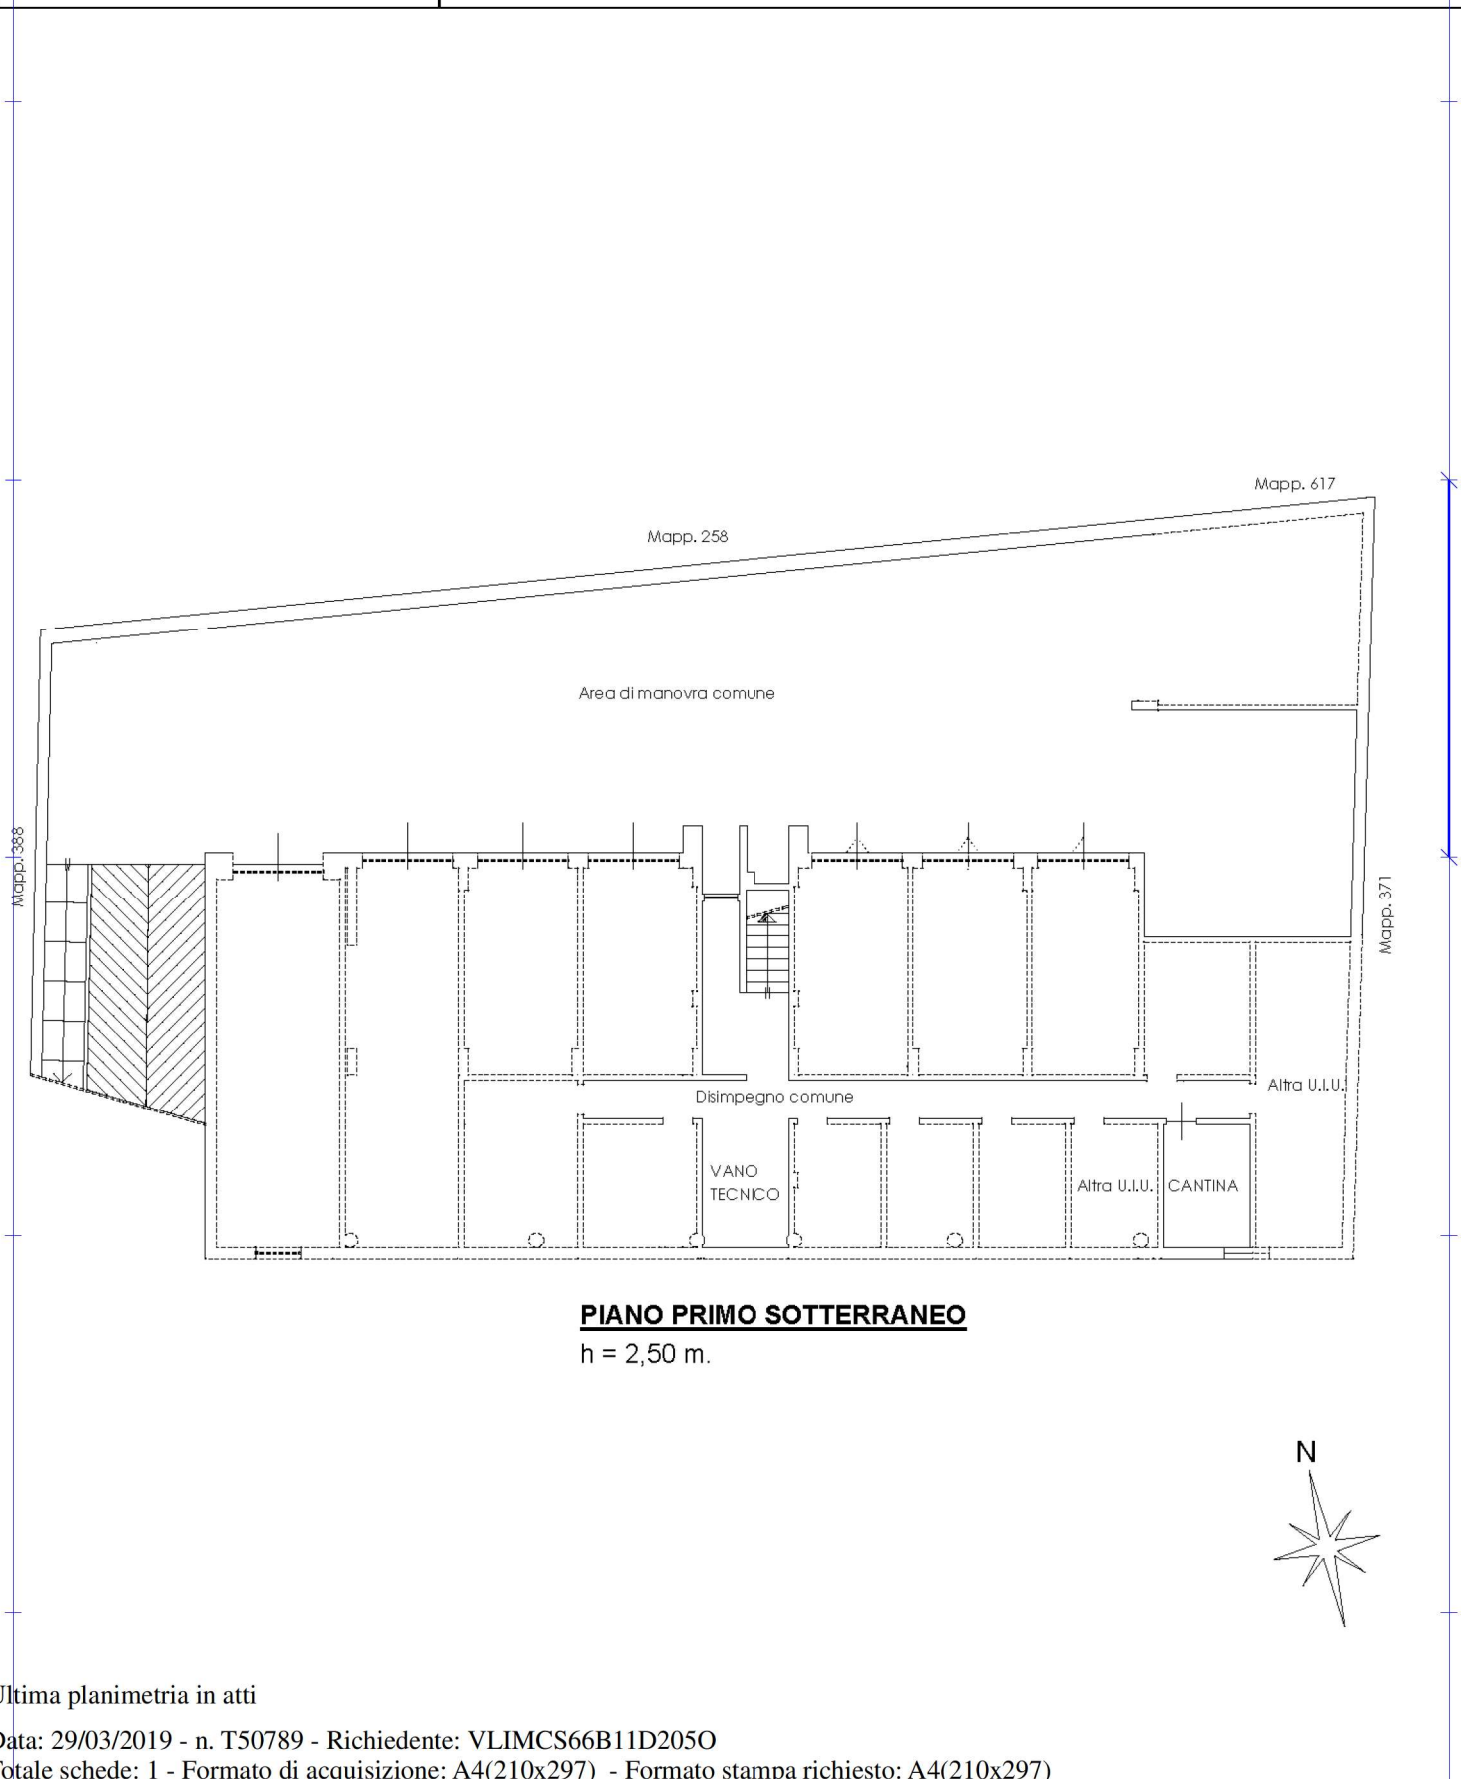 Mapp. 617
Mapp. 258
Area di manovra comune
Mapp. 388
Mapp. 371
Altra U.I.U.
Disimpegno comune
VANO
TECNICO
Altra U.I.U.
CANTINA
PIANO PRIMO SOTTERRANEO
h = 2,50 m.
N
Ultima planimetria in atti
Data: 29/03/2019 - n. T50789 - Richiedente: VLIMCS66B11D205O
Totale schede: 1 - Formato di acquisizione: A4(210x297) - Formato stampa richiesto: A4(210x297)